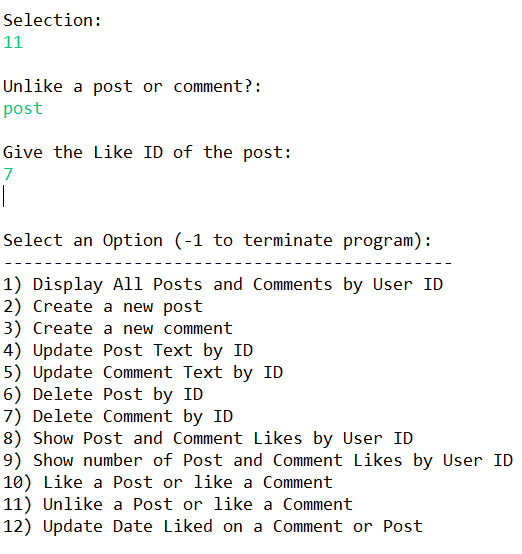 Selection:
11
Unlike a post or comment?:
post
Give the Like ID of the post:
7
Select an Option (-1 to terminate program):
---------------------------------------------
1) Display All Posts and Comments by User ID
2) Create a new post
3) Create a new comment
4) Update Post Text by ID
5) Update Comment Text by ID
6) Delete Post by ID
7) Delete Comment by ID
8) Show Post and Comment Likes by User ID
9) Show number of Post and Comment Likes by User ID
10) Like a Post or like a Comment
11) Unlike a Post or like a Comment
12) Update Date Liked on a Comment or Post